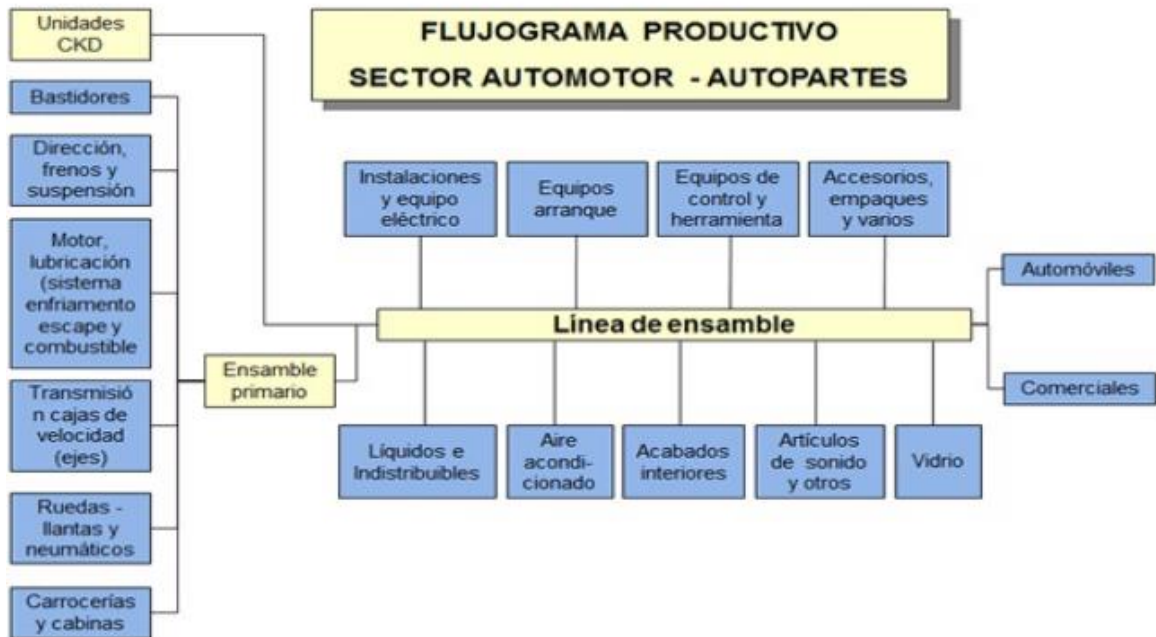 FLUJOGRAMA PRODUCTIVO
SECTOR AUTOMOTOR - AUTOPARTES
Unidades
CKD
Bastidores
Dirección,
frenos y
suspensión
Motor,
lubricación
(sistema
enfriamento
escape y
combustible
Transmisió
n cajas de
velocidad
(ejes)
Ruedas -
llantas y
neumáticos
Carrocerías
y cabinas
Ensamble
primario
Instalaciones
y equipo
eléctrico
Equipos
arranque
Equipos de
control y
herramienta
Accesorios,
empaques
y varios
Línea de ensamble
Líquidos e
Indistribuibles
Aire
acondi-
cionado
Acabados
interiores
Artículos
de sonido
y otros
Vidrio
Automóviles
Comerciales